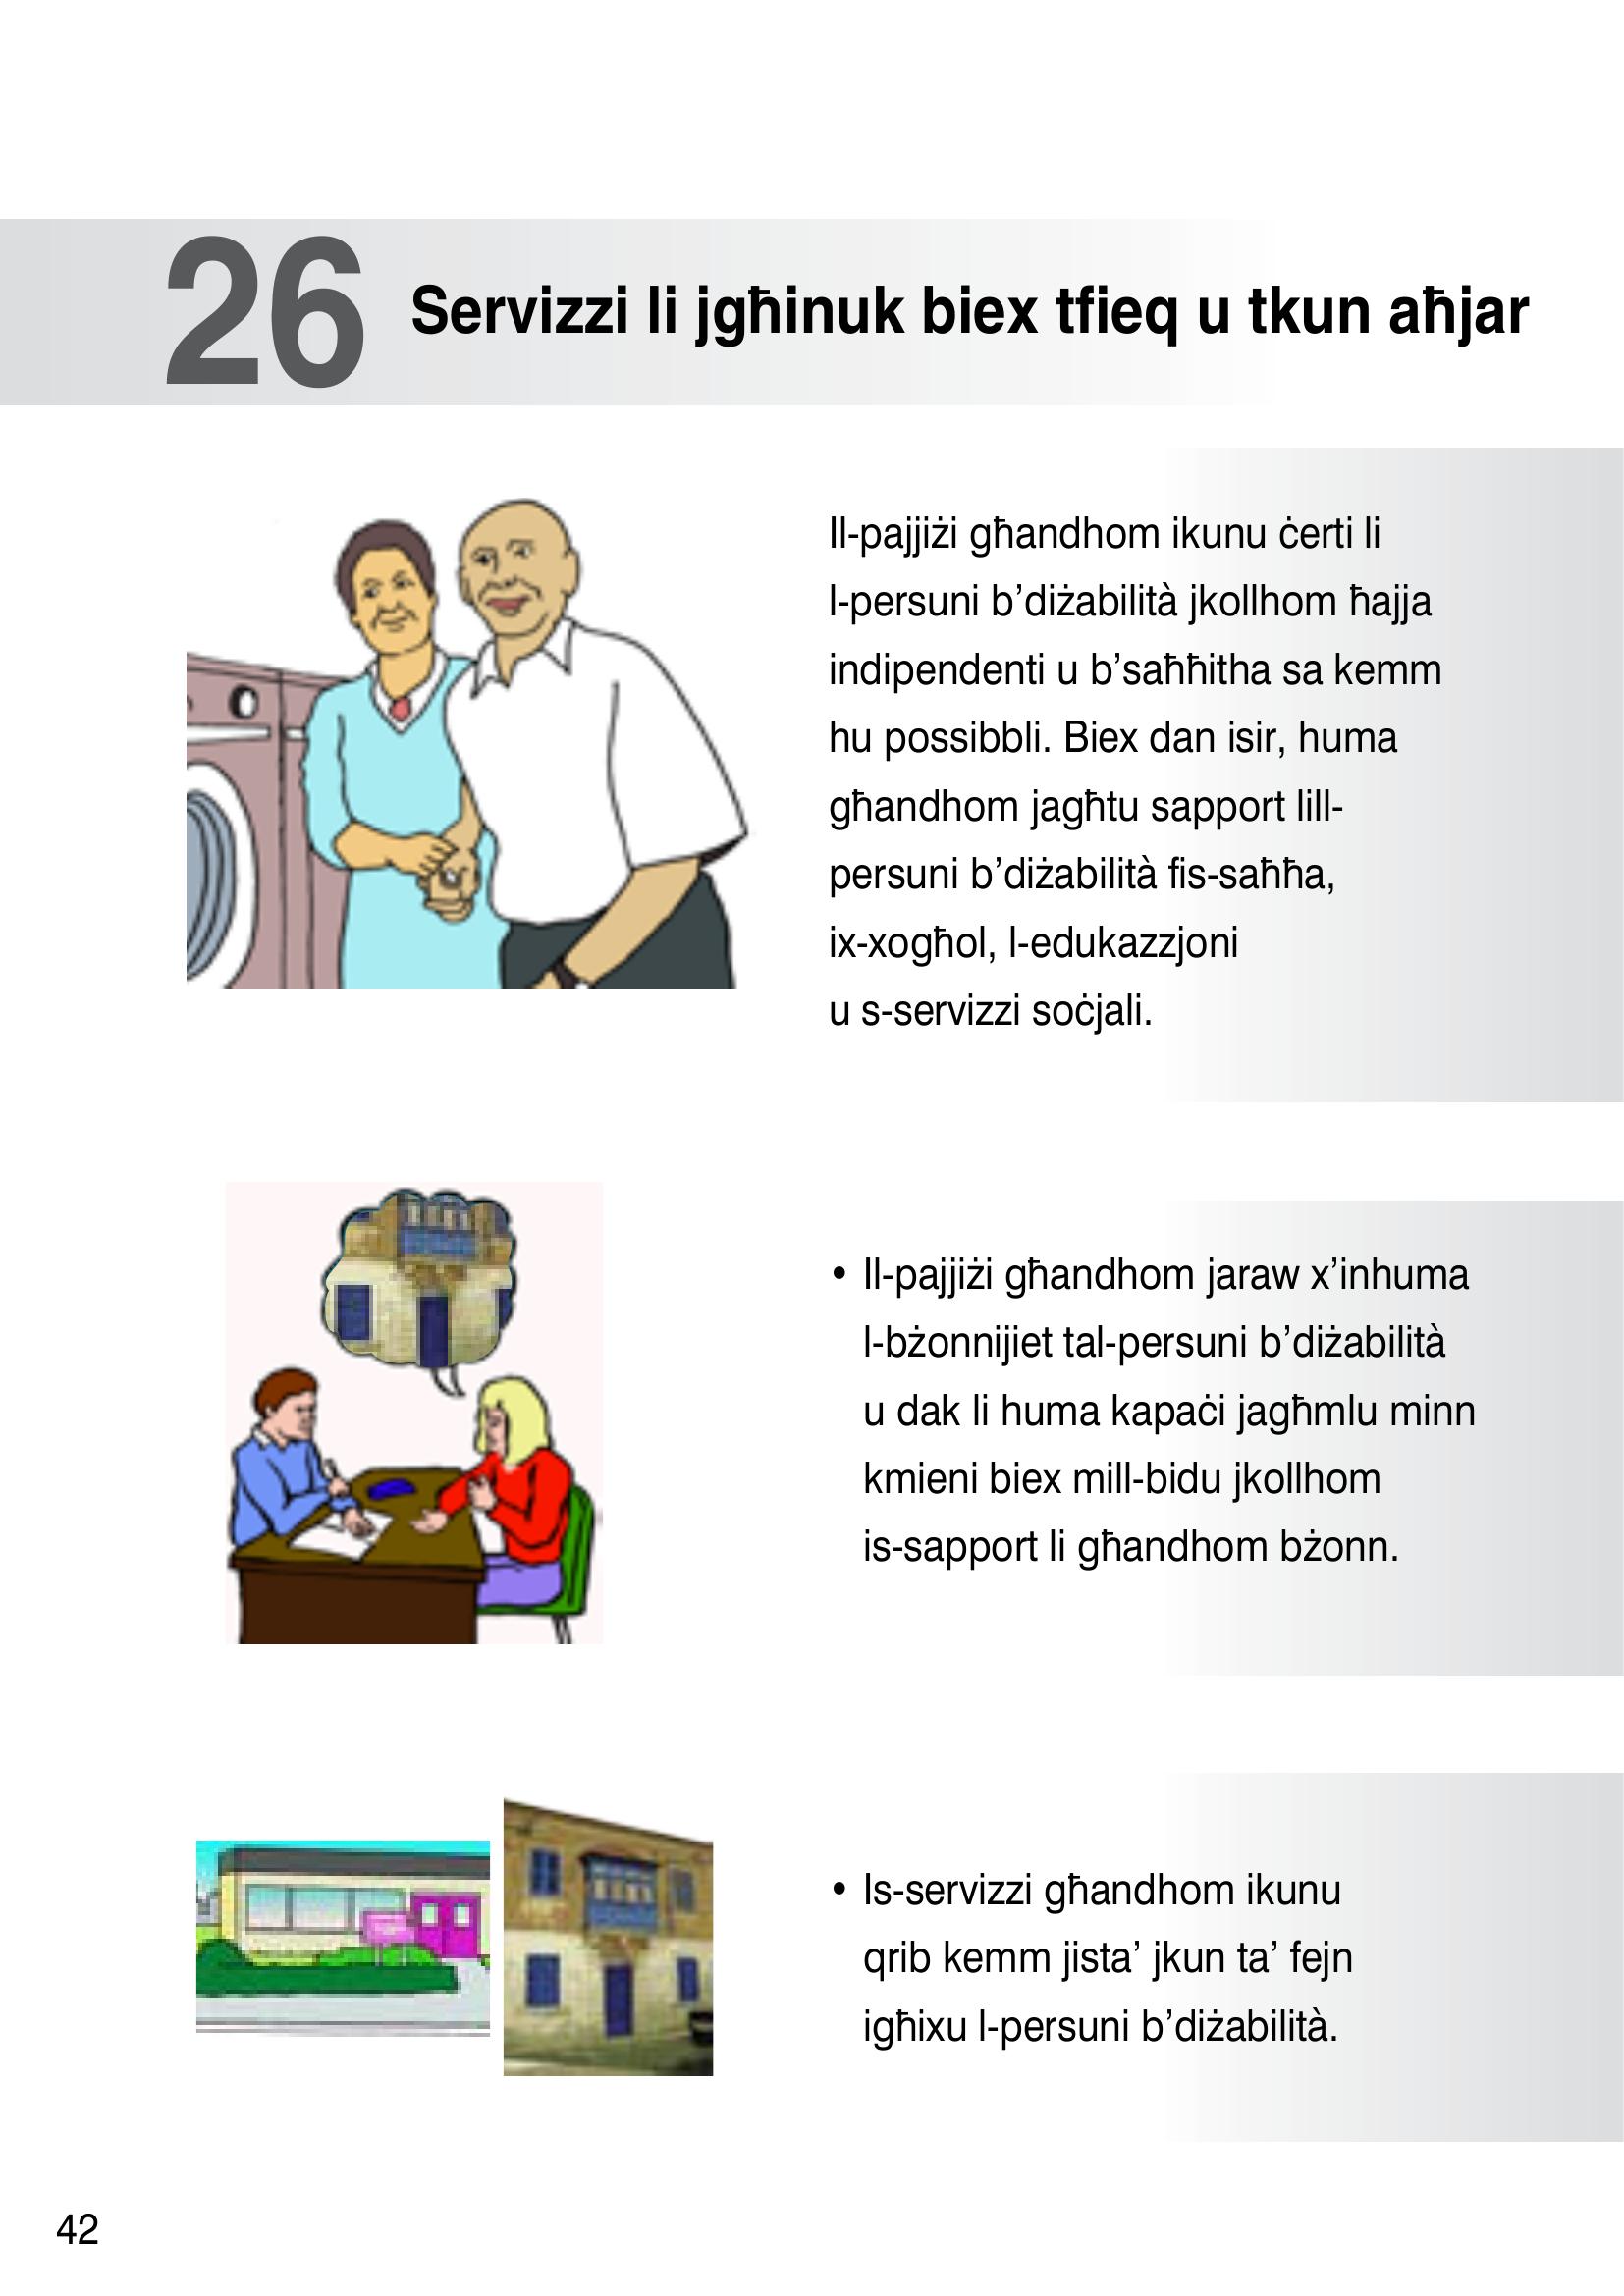 26 Servizzi li jgħinuk biex tfieq u tkun aħjar
Il-pajjiżi għandhom ikunu ċerti li
l-persuni b’diżabilità jkollhom ħajja
indipendenti u b’saħħitha sa kemm
hu possibbli. Biex dan isir, huma
għandhom jagħtu sapport lill-
persuni b’diżabilità fis-saħħa,
ix-xogħol, l-edukazzjoni
u s-servizzi soċjali.
• Il-pajjiżi għandhom jaraw x’inhuma
l-bżonnijiet tal-persuni b’diżabilità
u dak li huma kapaċi jagħmlu minn
kmieni biex mill-bidu jkollhom
is-sapport li għandhom bżonn.
• Is-servizzi għandhom ikunu
qrib kemm jista’ jkun ta’ fejn
igħixu l-persuni b’diżabilità.
42